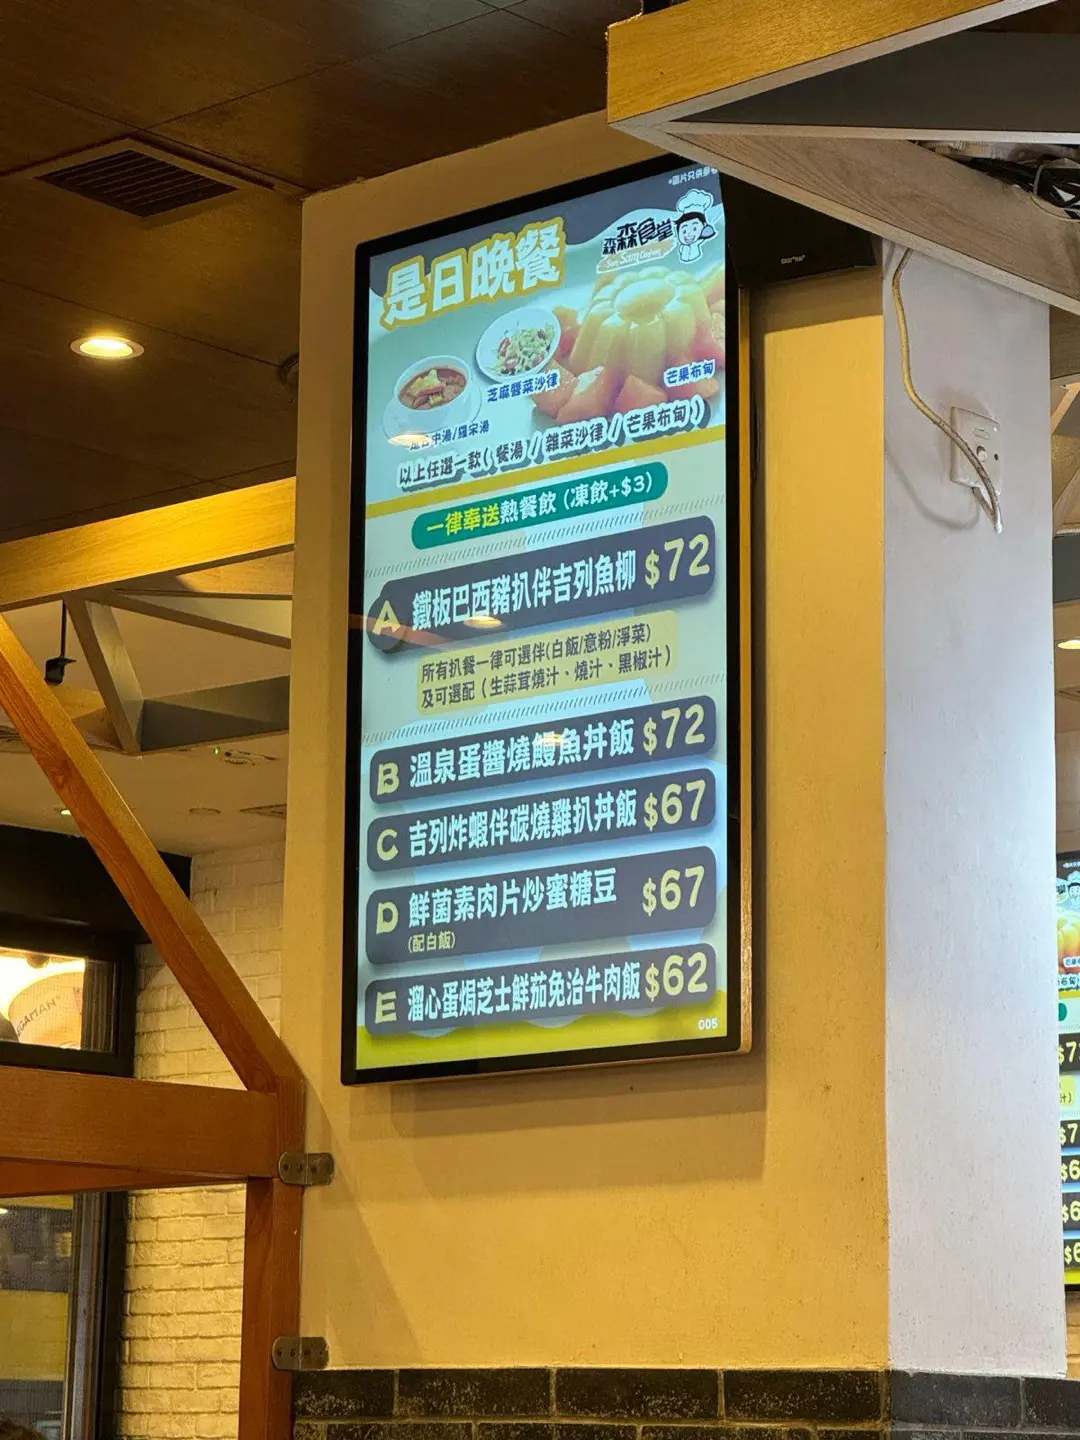 *圖片只供參
是日晚餐
森森食堂
芝麻醬菜沙律
芒果布甸
是日中湯/羅宋湯
以上任選一款( 餐湯 / 雜菜沙律 / 芒果布甸 )
一律奉送熱餐飲 (凍飲+$3)
A 鐵板巴西豬扒伴吉列魚柳 $72
所有扒餐一律可選伴(白飯/意粉/淨菜)
及可選配 ( 生蒜茸燒汁、燒汁、黑椒汁 )
B 溫泉蛋醬燒鰻魚丼飯 $72
C 吉列炸蝦伴碳燒雞扒丼飯 $67
D 鮮菌素肉片炒蜜糖豆 $67
(配白飯)
E 溜心蛋焗芝士鮮茄免治牛肉飯 $62
005